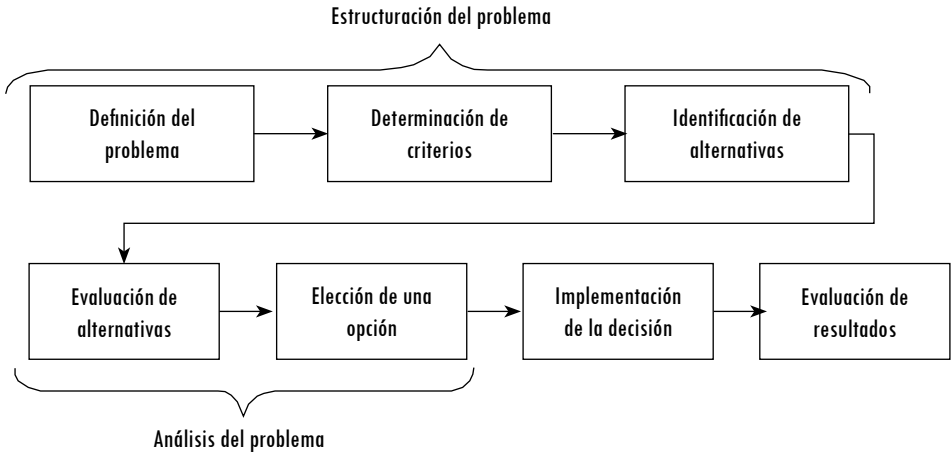 Estructuración del problema
Definición del
problema
Determinación de
criterios
Identificación de
alternativas
Evaluación de
alternativas
Elección de una
opción
Implementación
de la decisión
Evaluación de
resultados
Análisis del problema